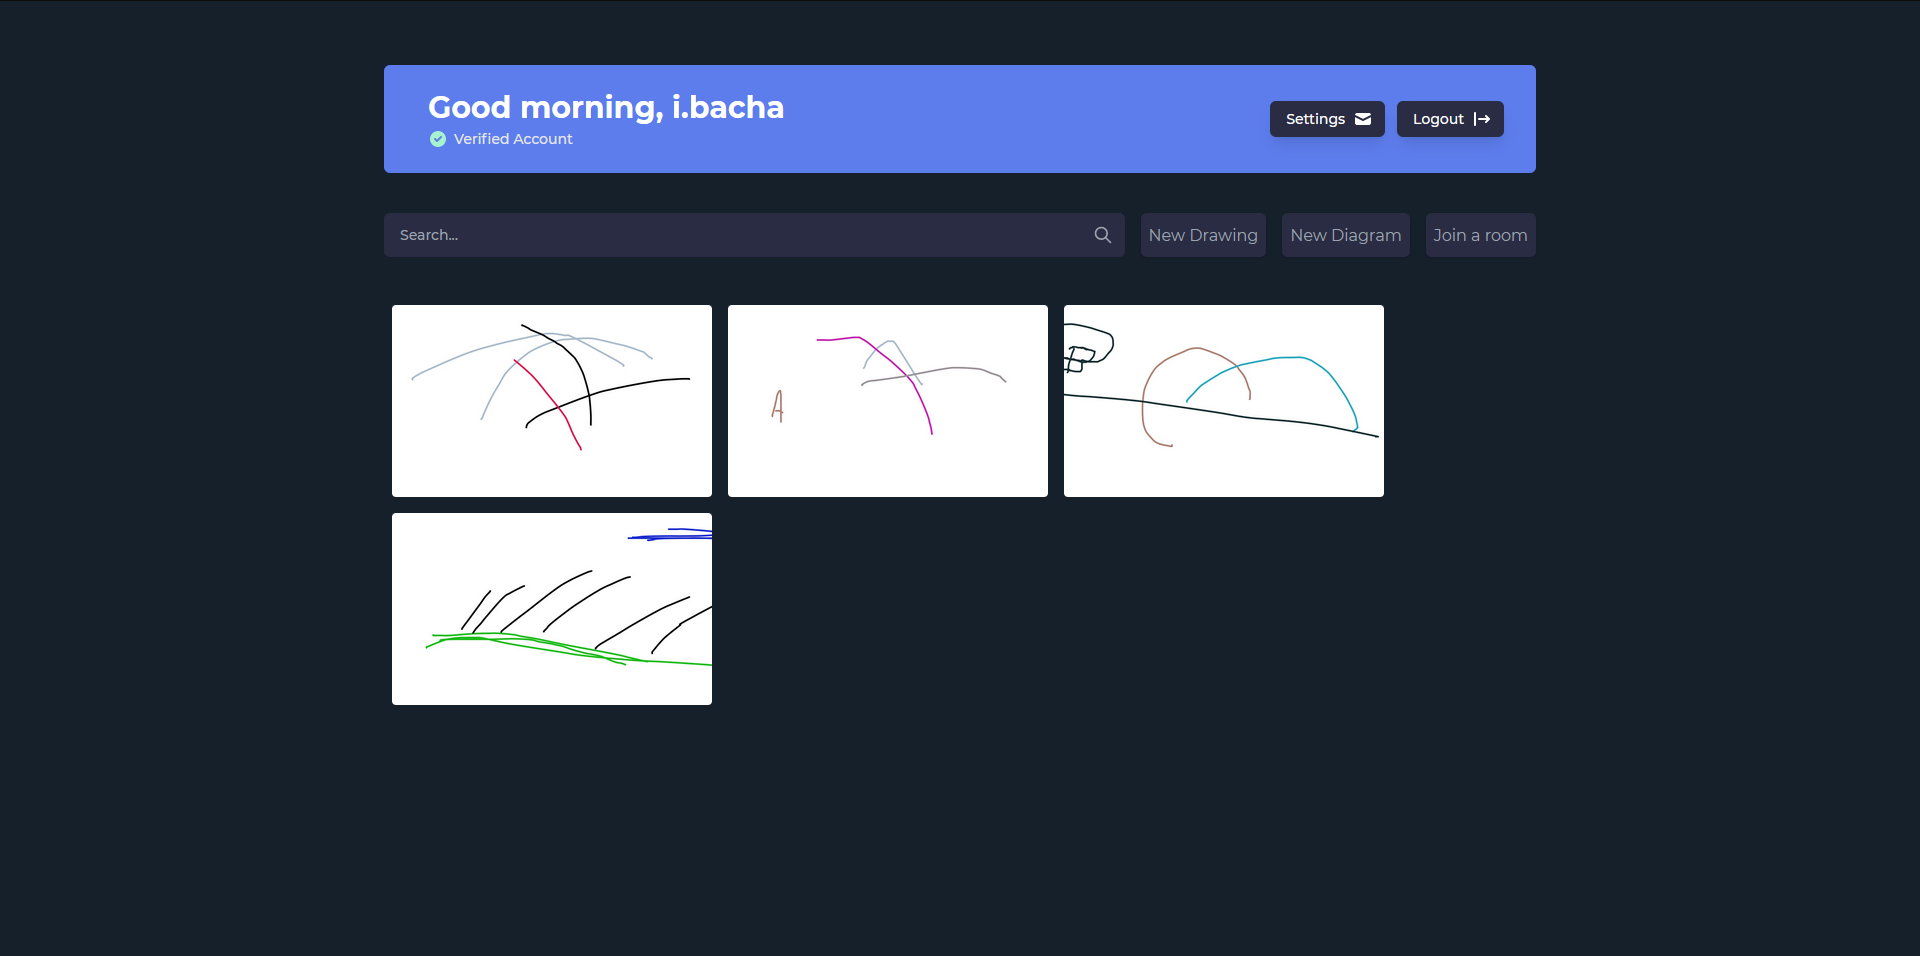 Good morning, i.bacha
Verified Account
Settings
Logout
Search...
New Drawing
New Diagram
Join a room
A